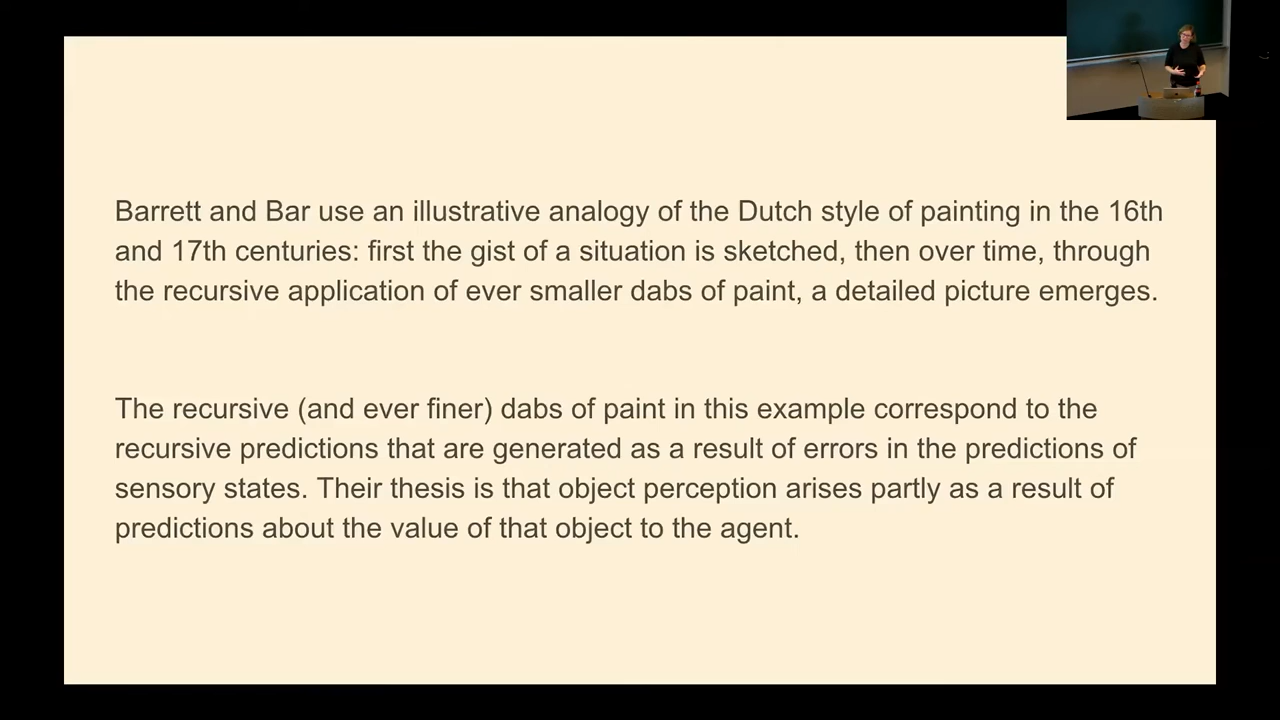 Barrett and Bar use an illustrative analogy of the Dutch style of painting in the 16th
and 17th centuries: first the gist of a situation is sketched, then over time, through
the recursive application of ever smaller dabs of paint, a detailed picture emerges.
The recursive (and ever finer) dabs of paint in this example correspond to the
recursive predictions that are generated as a result of errors in the predictions of
sensory states. Their thesis is that object perception arises partly as a result of
predictions about the value of that object to the agent.